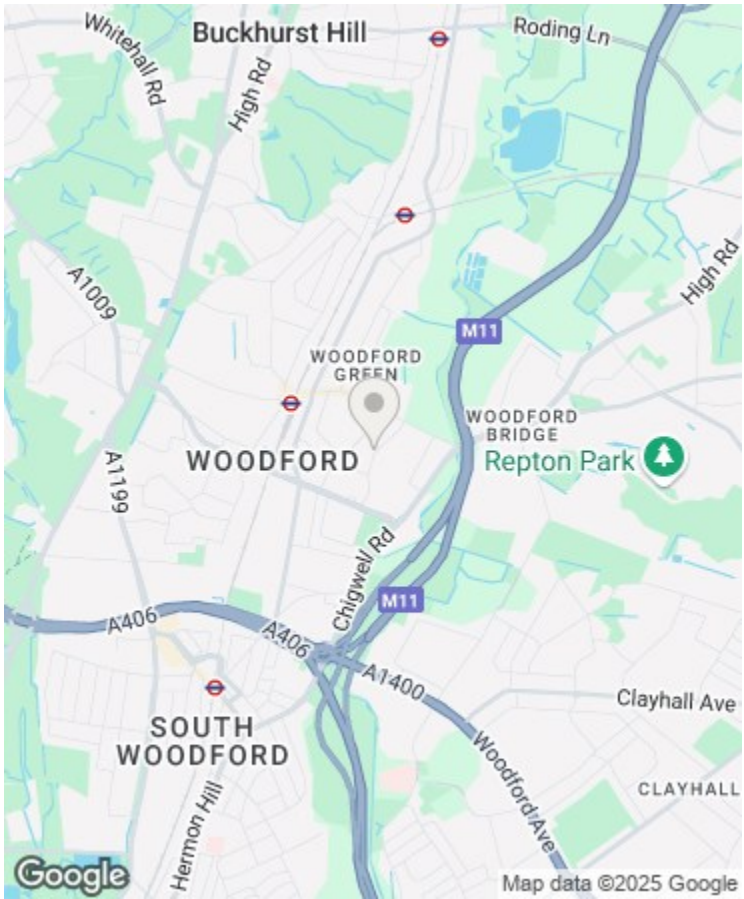 Buckhurst Hill
Roding Ln
Whitehall Rd
High Rd
A1009
High Rd
M11
WOODFORD
GREEN
WOODFORD
BRIDGE
WOODFORD
Repton Park
A1199
Chigwell Rd
M11
A406
A406
A1400
Clayhall Ave
SOUTH
WOODFORD
Woodford Ave
CLAYHALL
Hermon Hill
Google
Map data ©2025 Google